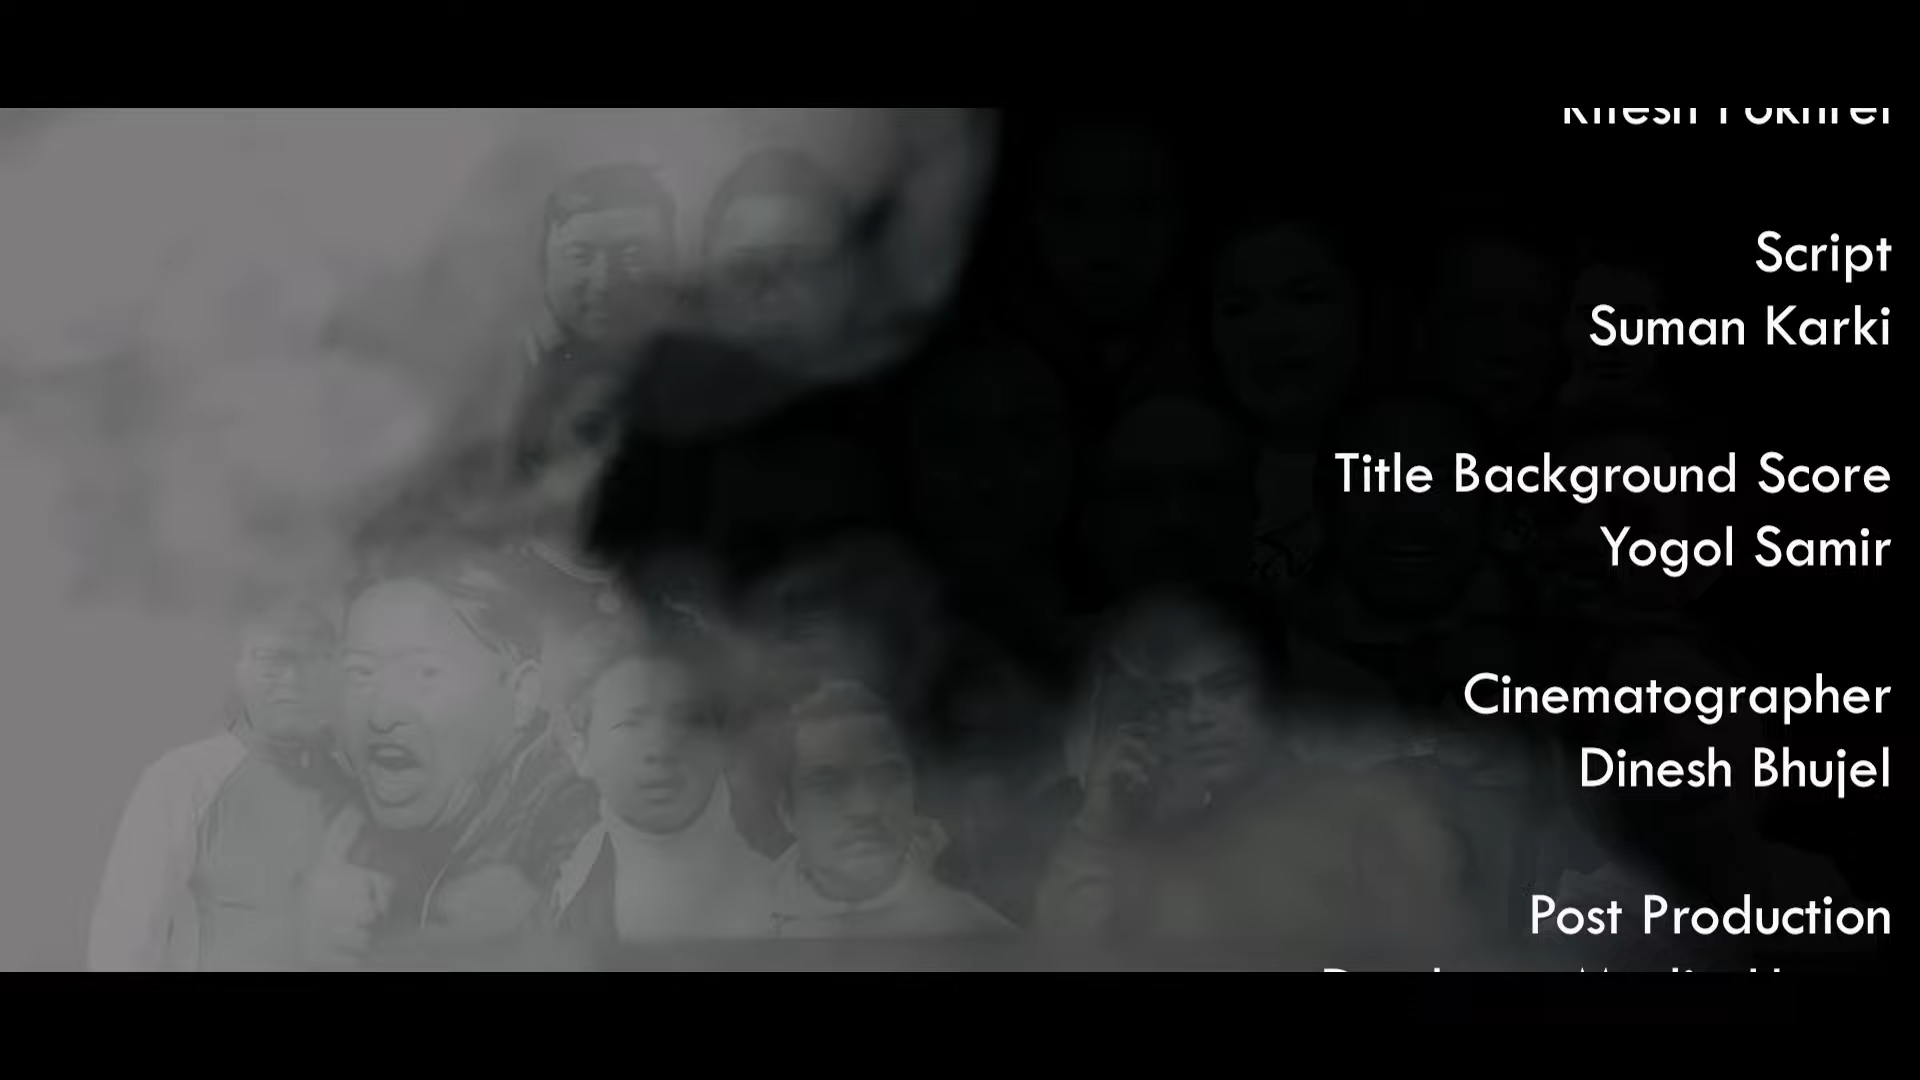 Script
Suman Karki
Title Background Score
Yogol Samir
Cinematographer
Dinesh Bhujel
Post Production